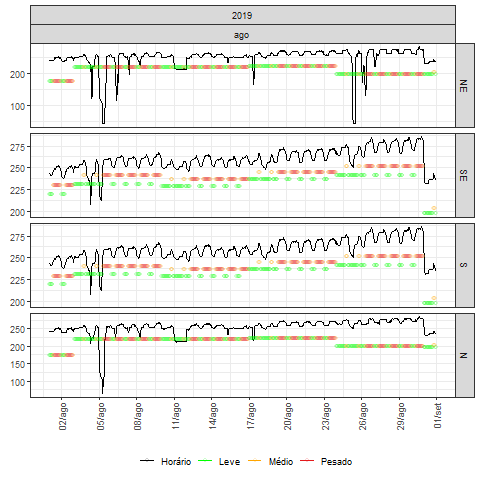 2019
ago
200
100
NE
275
250
225
200
SE
275
250
225
200
S
250
200
150
100
N
02/ago
05/ago
08/ago
11/ago
14/ago
17/ago
20/ago
23/ago
26/ago
29/ago
01/set
Horário Leve Médio Pesado